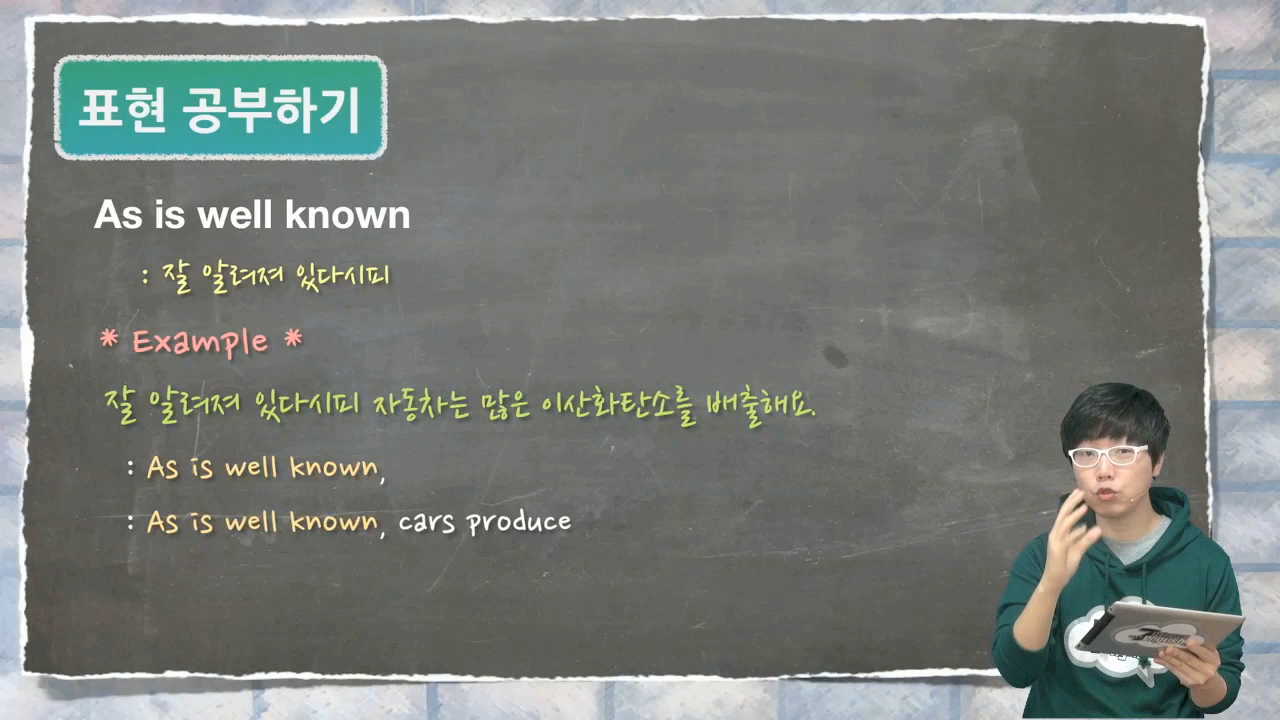 표현 공부하기
As is well known
: 잘 알려져 있다시피
* Example *
잘 알려져 있다시피 자동차는 많은 이산화탄소를 배출해요.
: As is well known,
: As is well known, cars produce